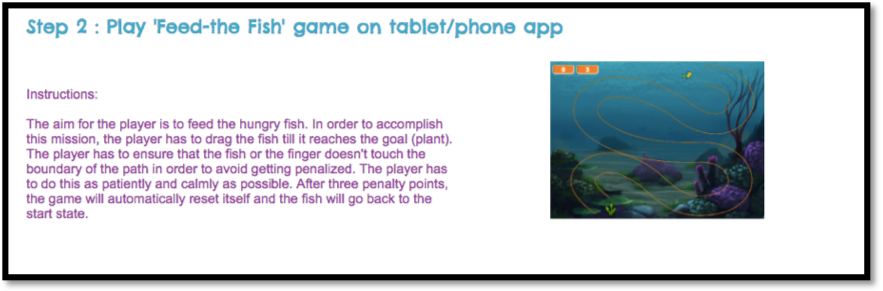 Step 2 : Play 'Feed-the Fish' game on tablet/phone app
Instructions:
The aim for the player is to feed the hungry fish. In order to accomplish
this mission, the player has to drag the fish till it reaches the goal (plant).
The player has to ensure that the fish or the finger doesn't touch the
boundary of the path in order to avoid getting penalized. The player has
to do this as patiently and calmly as possible. After three penalty points,
the game will automatically reset itself and the fish will go back to the
start state.